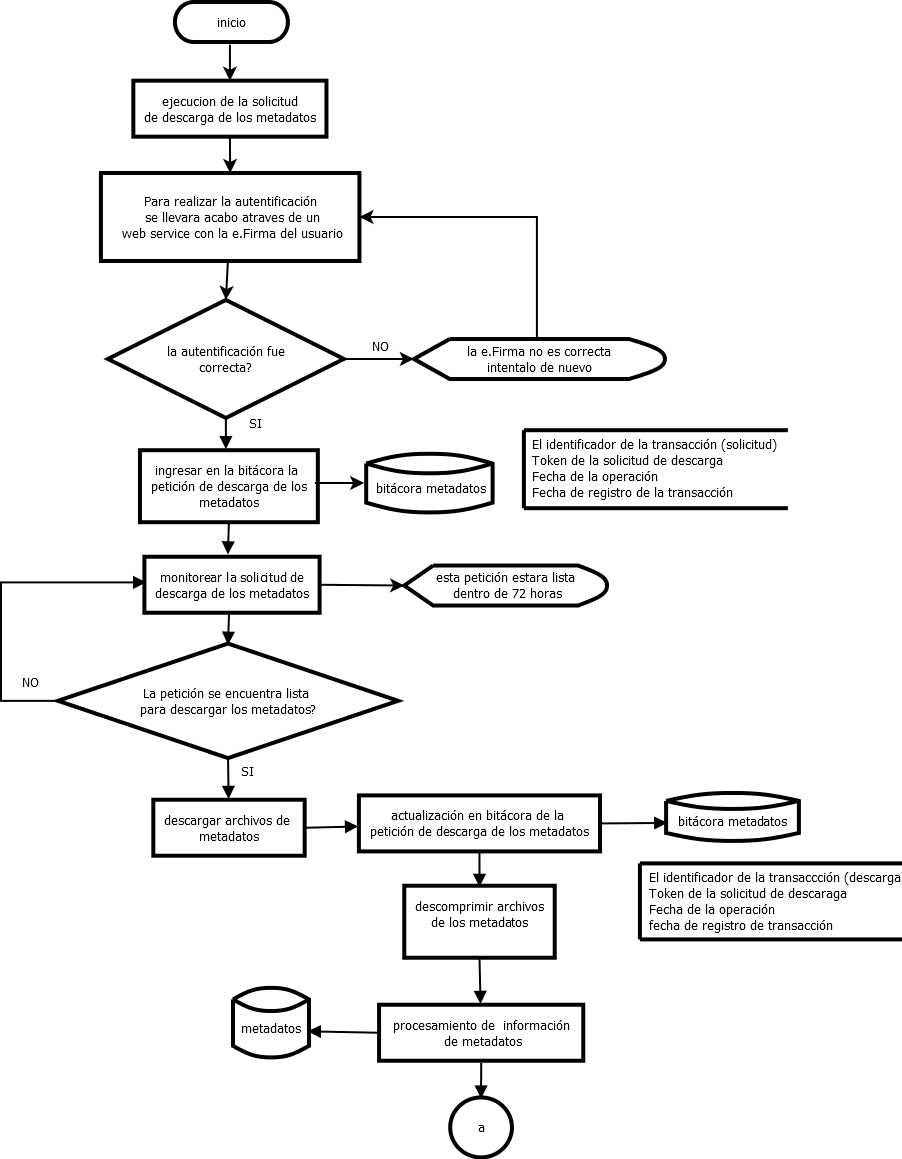 inicio
ejecucion de la solicitud
de descarga de los metadatos
Para realizar la autentificación
se llevara acabo atraves de un
web service con la e.Firma del usuario
la autentificación fue
correcta?
NO
la e.Firma no es correcta
intentalo de nuevo
SI
ingresar en la bitácora la
petición de descarga de los
metadatos
bitácora metadatos
El identificador de la transacción (solicitud)
Token de la solicitud de descarga
Fecha de la operación
Fecha de registro de la transacción
monitorear la solicitud de
descarga de los metadatos
esta petición estara lista
dentro de 72 horas
NO
La petición se encuentra lista
para descargar los metadatos?
SI
descargar archivos de
metadatos
actualización en bitácora de la
petición de descarga de los metadatos
bitácora metadatos
El identificador de la transaccción (descarga)
Token de la solicitud de descaraga
Fecha de la operación
fecha de registro de transacción
descomprimir archivos
de los metadatos
metadatos
procesamiento de información
de metadatos
a